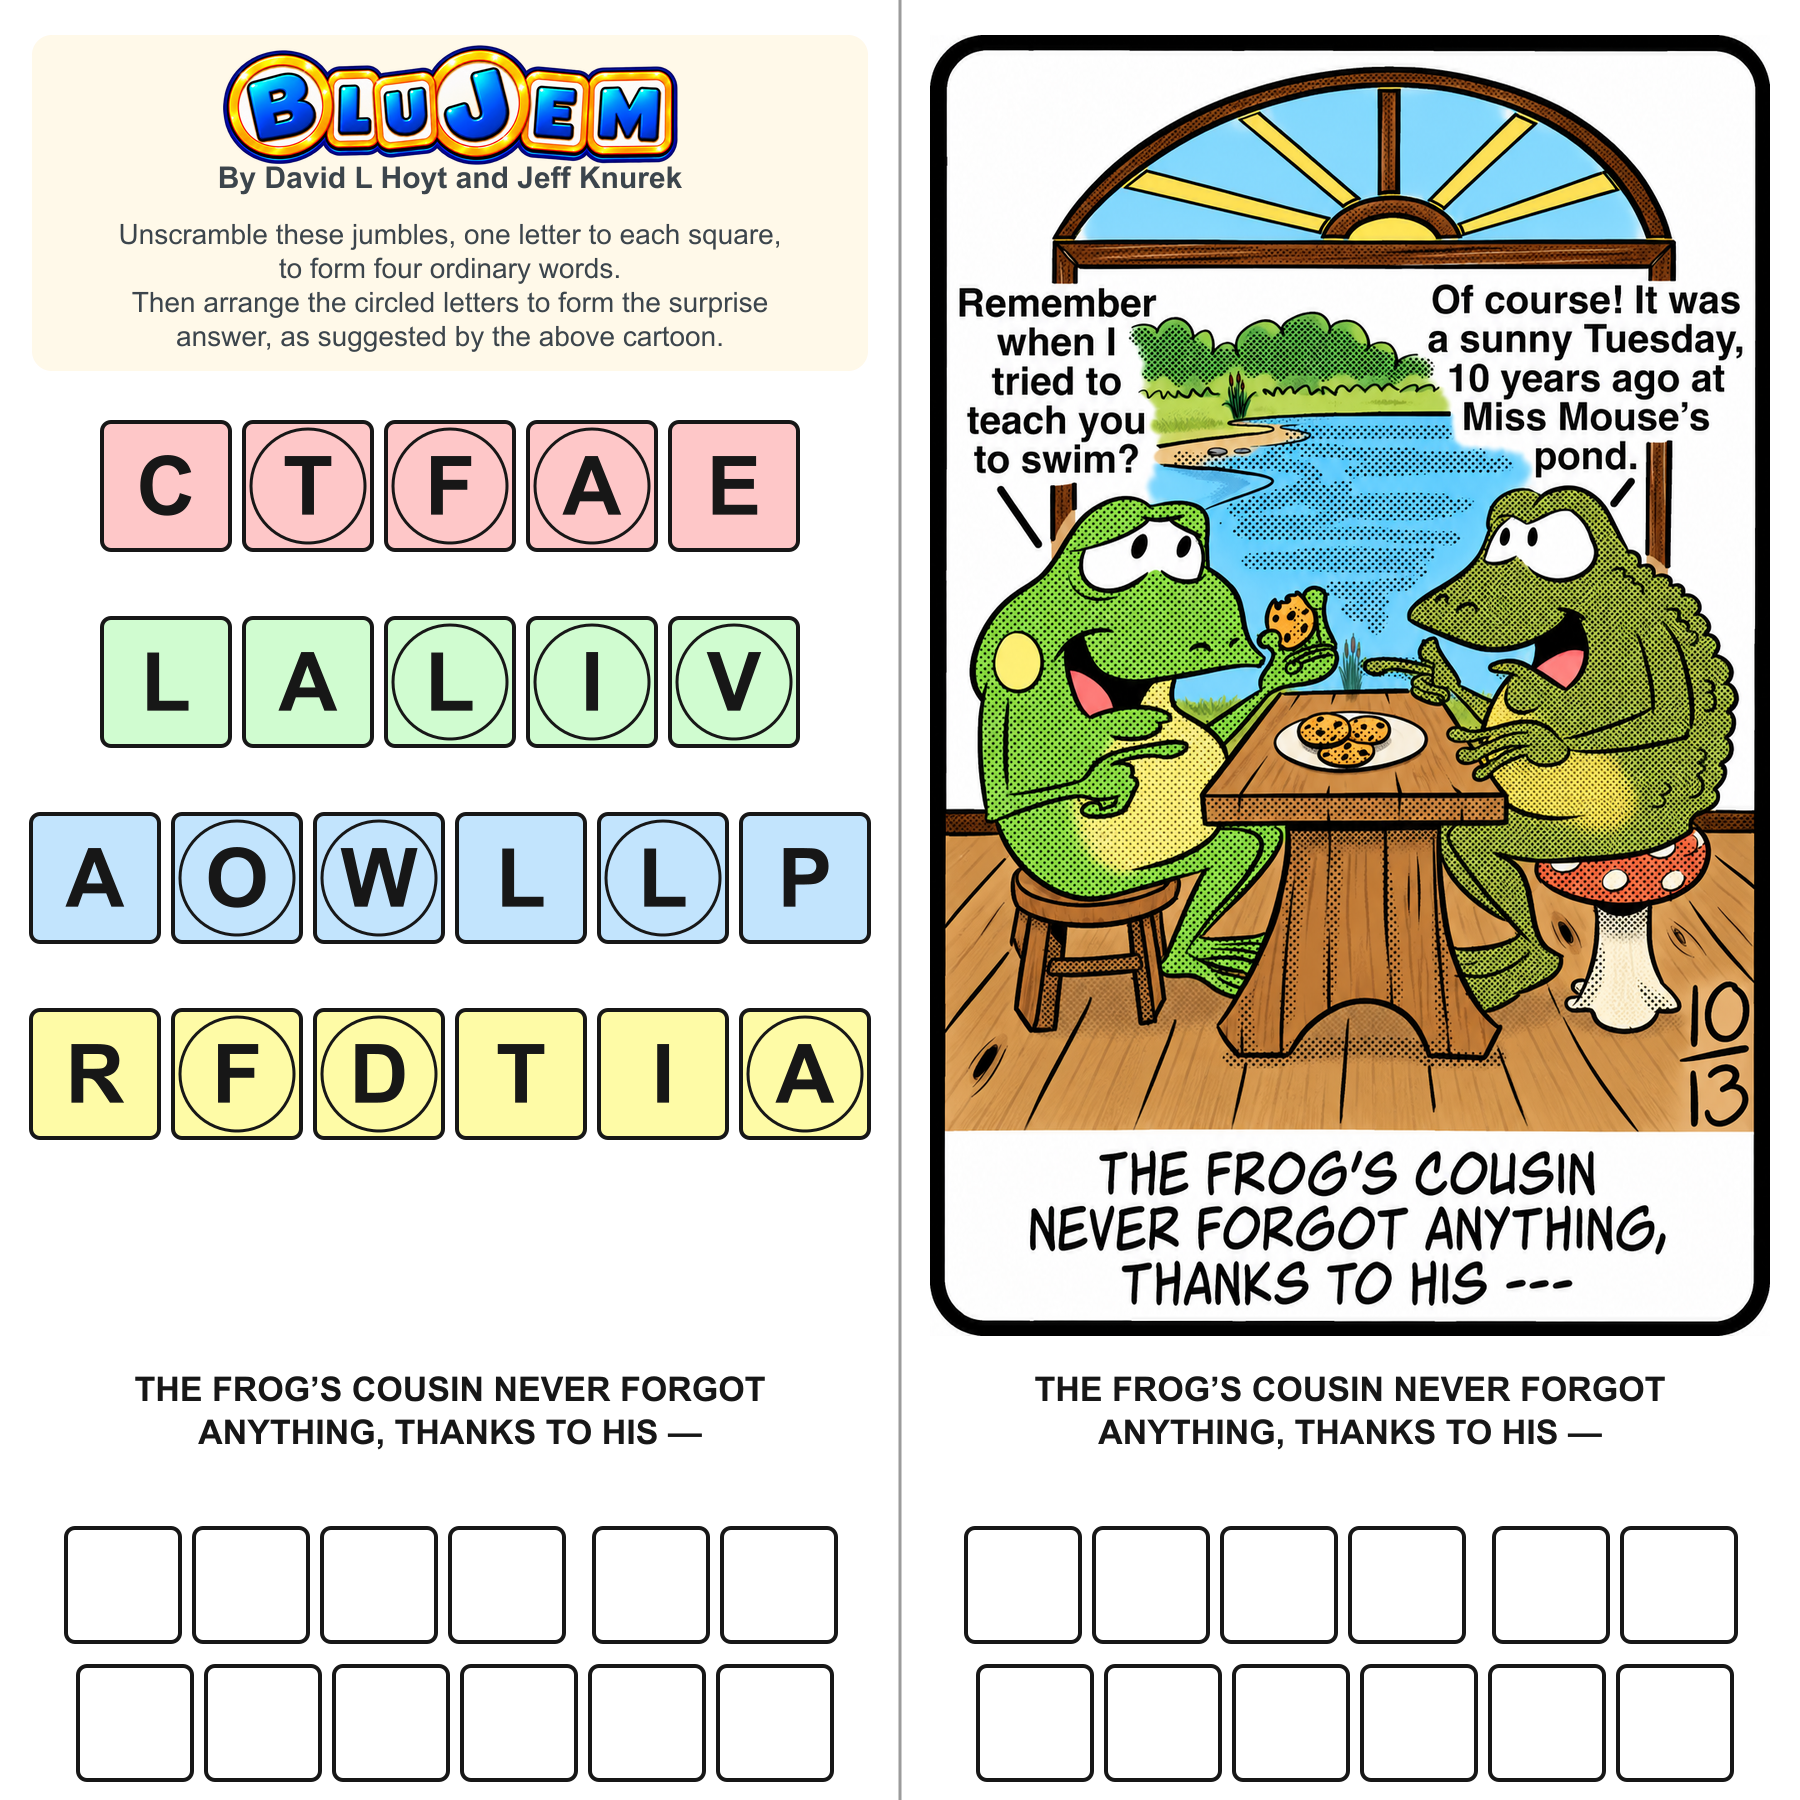 BLUJEM
By David L Hoyt and Jeff Knurek
Unscramble these jumbles, one letter to each square,
to form four ordinary words.
Then arrange the circled letters to form the surprise
answer, as suggested by the above cartoon.
C T F A E
L A L I V
A O W L L P
R F D T I A
THE FROG’S COUSIN NEVER FORGOT
ANYTHING, THANKS TO HIS —
Remember
when I
tried to
teach you
to swim?
Of course! It was
a sunny Tuesday,
10 years ago at
Miss Mouse’s
pond.
10
13
THE FROG'S COUSIN
NEVER FORGOT ANYTHING,
THANKS TO HIS ---
THE FROG’S COUSIN NEVER FORGOT
ANYTHING, THANKS TO HIS —